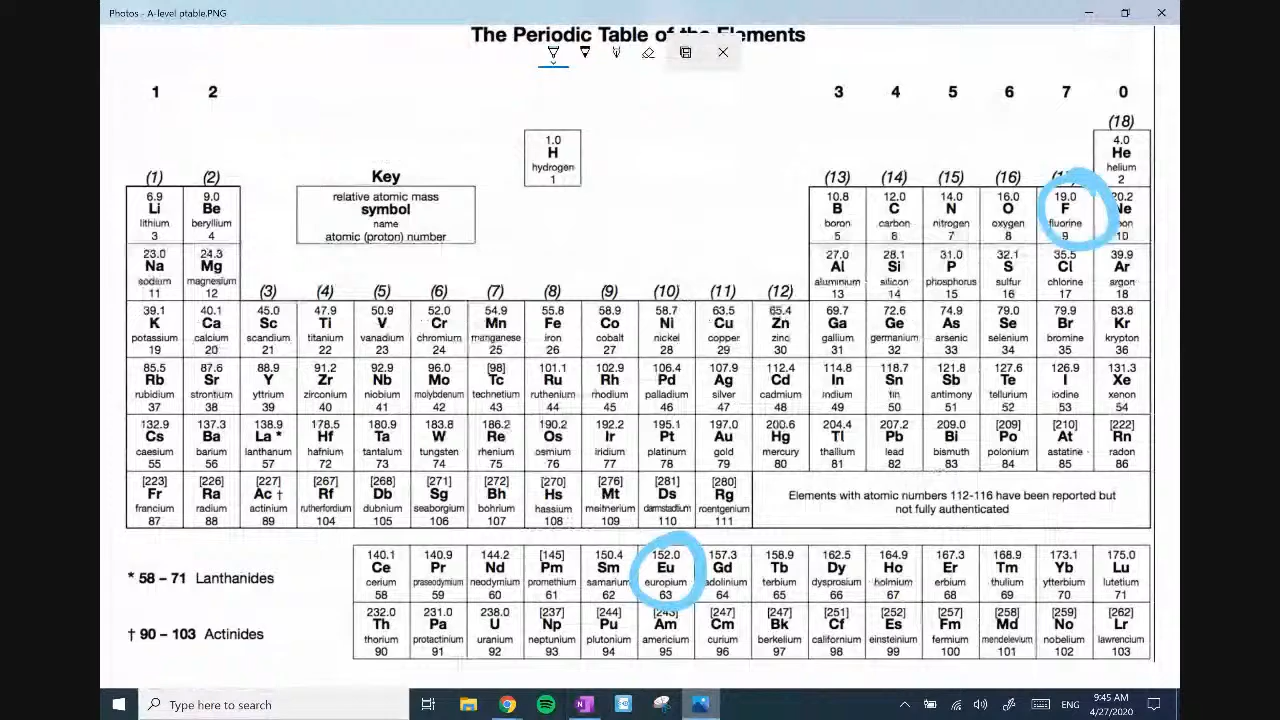 Photos - A-level ptable.PNG
The Periodic Table of the Elements
1 2 3 4 5 6 7 0
(18)
1.0 4.0
H He
hydrogen helium
1 2
(1) (2) Key (13) (14) (15) (16)
6.9 9.0 relative atomic mass 10.8 12.0 14.0 16.0 19.0 20.2
Li Be symbol B C N O F Ne
lithium beryllium name boron carbon nitrogen oxygen fluorine
3 4 atomic (proton) number 5 6 7 8 9 10
23.0 24.3 27.0 28.1 31.0 32.1 35.5 39.9
Na Mg Al Si P S Cl Ar
sodium magnesium aluminium silicon phosphorus sulfur chlorine argon
11 12 (3) (4) (5) (6) (7) (8) (9) (10) (11) (12) 13 14 15 16 17 18
39.1 40.1 45.0 47.9 50.9 52.0 54.9 55.8 58.9 58.7 63.5 65.4 69.7 72.6 74.9 79.0 79.9 83.8
K Ca Sc Ti V Cr Mn Fe Co Ni Cu Zn Ga Ge As Se Br Kr
potassium calcium scandium titanium vanadium chromium manganese iron cobalt nickel copper zinc gallium germanium arsenic selenium bromine krypton
19 20 21 22 23 24 25 26 27 28 29 30 31 32 33 34 35 36
85.5 87.6 88.9 91.2 92.9 96.0 [98] 101.1 102.9 106.4 107.9 112.4 114.8 118.7 121.8 127.6 126.9 131.3
Rb Sr Y Zr Nb Mo Tc Ru Rh Pd Ag Cd In Sn Sb Te I Xe
rubidium strontium yttrium zirconium niobium molybdenum technetium ruthenium rhodium palladium silver cadmium indium tin antimony tellurium iodine xenon
37 38 39 40 41 42 43 44 45 46 47 48 49 50 51 52 53 54
132.9 137.3 138.9 178.5 180.9 183.8 186.2 190.2 192.2 195.1 197.0 200.6 204.4 207.2 209.0 [209] [210] [222]
Cs Ba La * Hf Ta W Re Os Ir Pt Au Hg Tl Pb Bi Po At Rn
caesium barium lanthanum hafnium tantalum tungsten rhenium osmium iridium platinum gold mercury thallium lead bismuth polonium astatine radon
55 56 57 72 73 74 75 76 77 78 79 80 81 82 83 84 85 86
[223] [226] [227] [267] [268] [271] [272] [270] [276] [281] [280]
Fr Ra Ac † Rf Db Sg Bh Hs Mt Ds Rg Elements with atomic numbers 112-116 have been reported but
francium radium actinium rutherfordium dubnium seaborgium bohrium hassium meitnerium darmstadtium roentgenium not fully authenticated
87 88 89 104 105 106 107 108 109 110 111
140.1 140.9 144.2 [145] 150.4 152.0 157.3 158.9 162.5 164.9 167.3 168.9 173.1 175.0
Ce Pr Nd Pm Sm Eu Gd Tb Dy Ho Er Tm Yb Lu
* 58 – 71 Lanthanides cerium praseodymium neodymium promethium samarium europium gadolinium terbium dysprosium holmium erbium thulium ytterbium lutetium
58 59 60 61 62 63 64 65 66 67 68 69 70 71
232.0 231.0 238.0 [237] [244] [243] [247] [247] [251] [252] [257] [258] [259] [262]
Th Pa U Np Pu Am Cm Bk Cf Es Fm Md No Lr
† 90 – 103 Actinides thorium protactinium uranium neptunium plutonium americium curium berkelium californium einsteinium fermium mendelevium nobelium lawrencium
90 91 92 93 94 95 96 97 98 99 100 101 102 103
Type here to search ENG 9:45 AM
4/27/2020